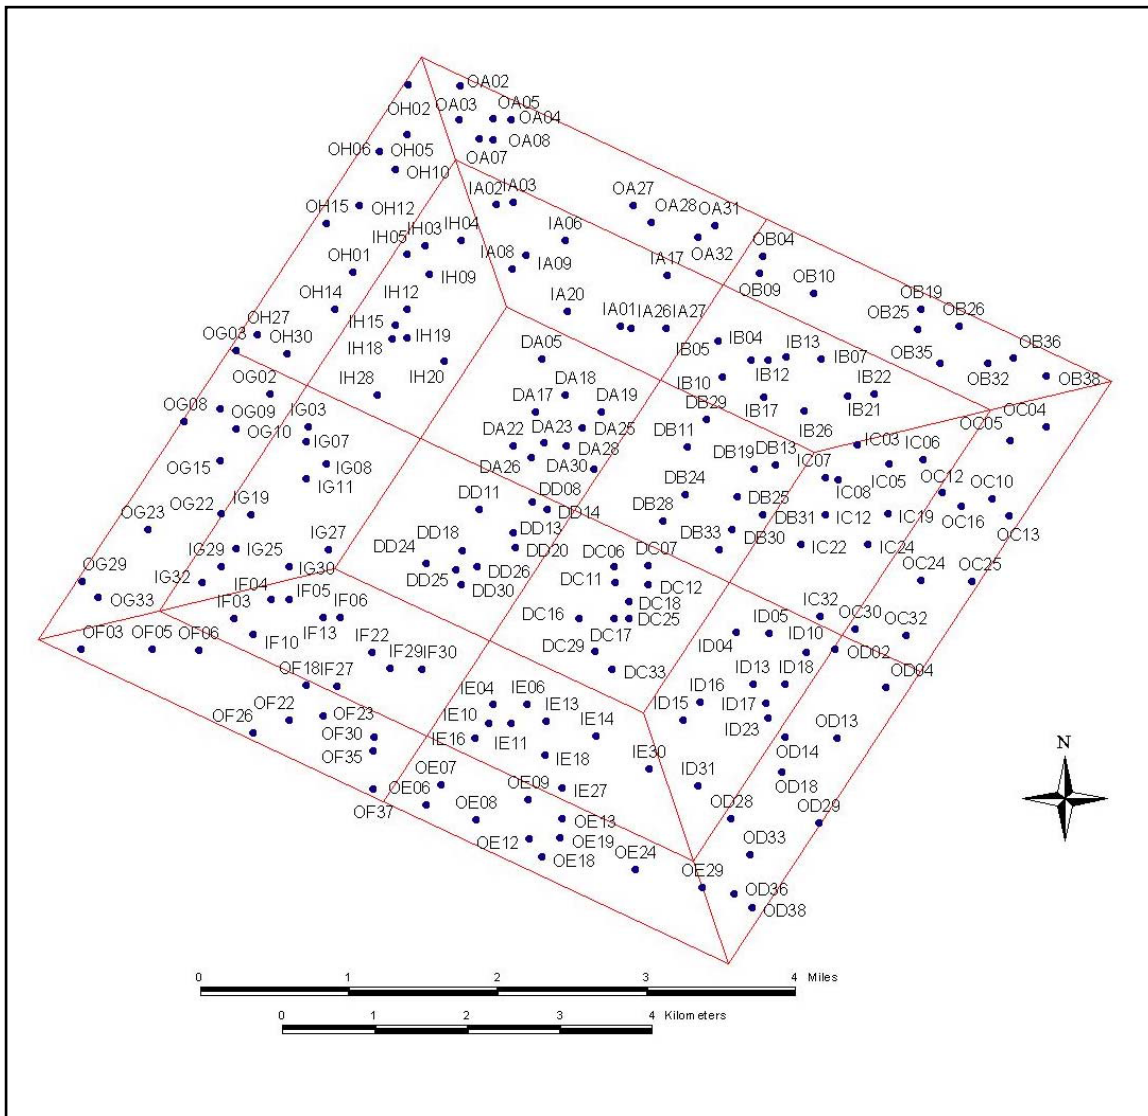 OA02
OH02
OA03
OA05
OA04
OH06
OH05
OA08
OA07
OH10
IA02
IA03
OA27
OH15
OH12
OA28
OA31
IH05
IH03
IH04
IA06
OA32
OB04
IA08
IA09
OH01
IH09
IA17
OB09
OB10
OH14
IH12
IA20
OB19
OB26
OH27
IH15
IA01
IA26
IA27
OB25
OG03
OH30
IH18
IH19
IB05
IB04
IB13
IB07
OB36
DA05
IH20
IB12
OB35
OB32
OB38
OG02
IH28
DA17
DA18
DA19
IB10
IB17
IB22
IB21
OG08
OG09
IG03
DB29
OC04
OG10
IG07
DA22
DA23
DA25
DB11
IB26
OC05
IC03
IC06
OG15
IG08
DA26
DA28
DB19
DB13
IC07
IC05
OC12
IG11
DA30
DB24
IC08
OC10
OG22
IG19
DD11
DD08
DB28
DB25
OG23
DD14
DB31
IC12
IC19
OC16
OC13
IG27
DD18
DD13
DB33
DB30
IC22
IC24
IG29
IG25
DD24
DD20
DC06
DC07
OC24
OC25
OG29
IG32
IG30
DD25
DD26
DC11
DC12
OG33
IF04
DD30
IF03
IF05
IF06
DC18
IC32
OC30
OC32
DC16
DC25
ID05
OF03
OF05
OF06
IF10
IF13
IF22
DC17
ID04
ID10
OD02
DC29
OF18
IF27
IF29
IF30
DC33
ID13
ID18
OD04
IE04
IE06
ID16
OF22
OF23
IE13
ID15
ID17
OF26
IE10
IE11
IE14
ID23
OD13
OF30
IE16
OF35
IE18
IE30
OD14
OE07
ID31
OD18
OE06
OE09
IE27
OF37
OE08
OD28
OD29
OE12
OE13
OE19
OD33
OE18
OE24
OE29
OD36
OD38
N
0 1 2 3 4 Miles
0 1 2 3 4 Kilometers